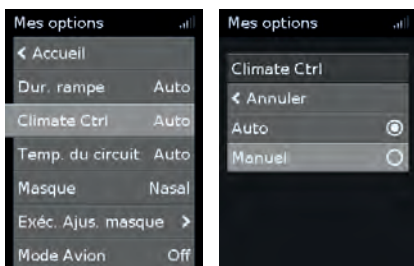 Mes options
< Accueil
Dur. rampe Auto
Climate Ctrl Auto
Temp. du circuit Auto
Masque Nasal
Exéc. Ajus. masque >
Mode Avion Off
Mes options
Climate Ctrl
< Annuler
Auto
Manuel